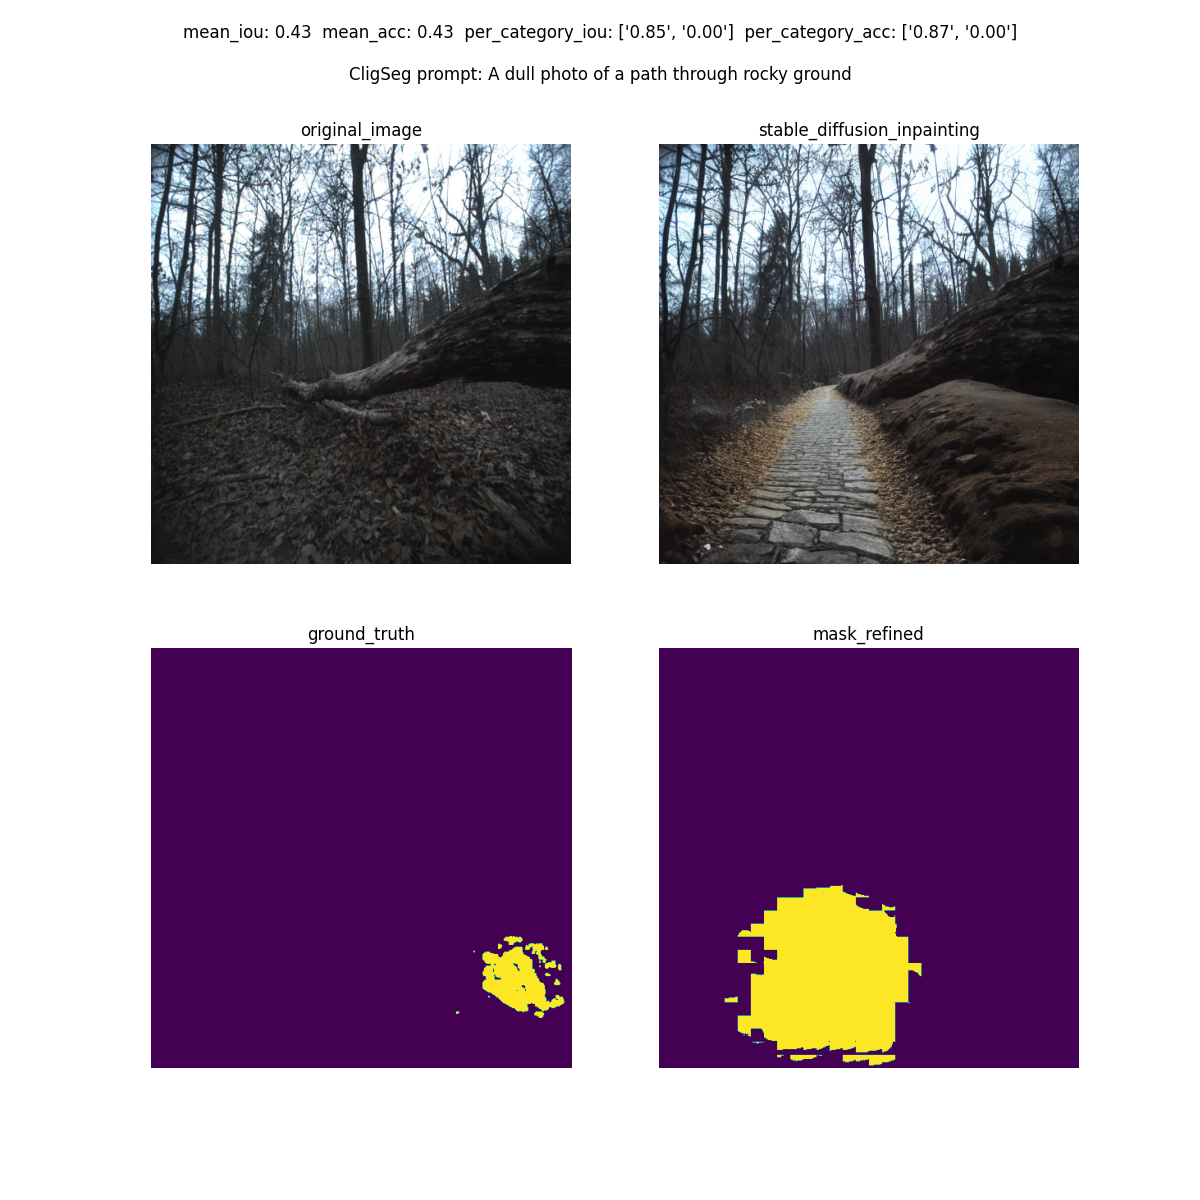 mean_iou: 0.43  mean_acc: 0.43  per_category_iou: ['0.85', '0.00']  per_category_acc: ['0.87', '0.00']
CligSeg prompt: A dull photo of a path through rocky ground
original_image
stable_diffusion_inpainting
ground_truth
mask_refined